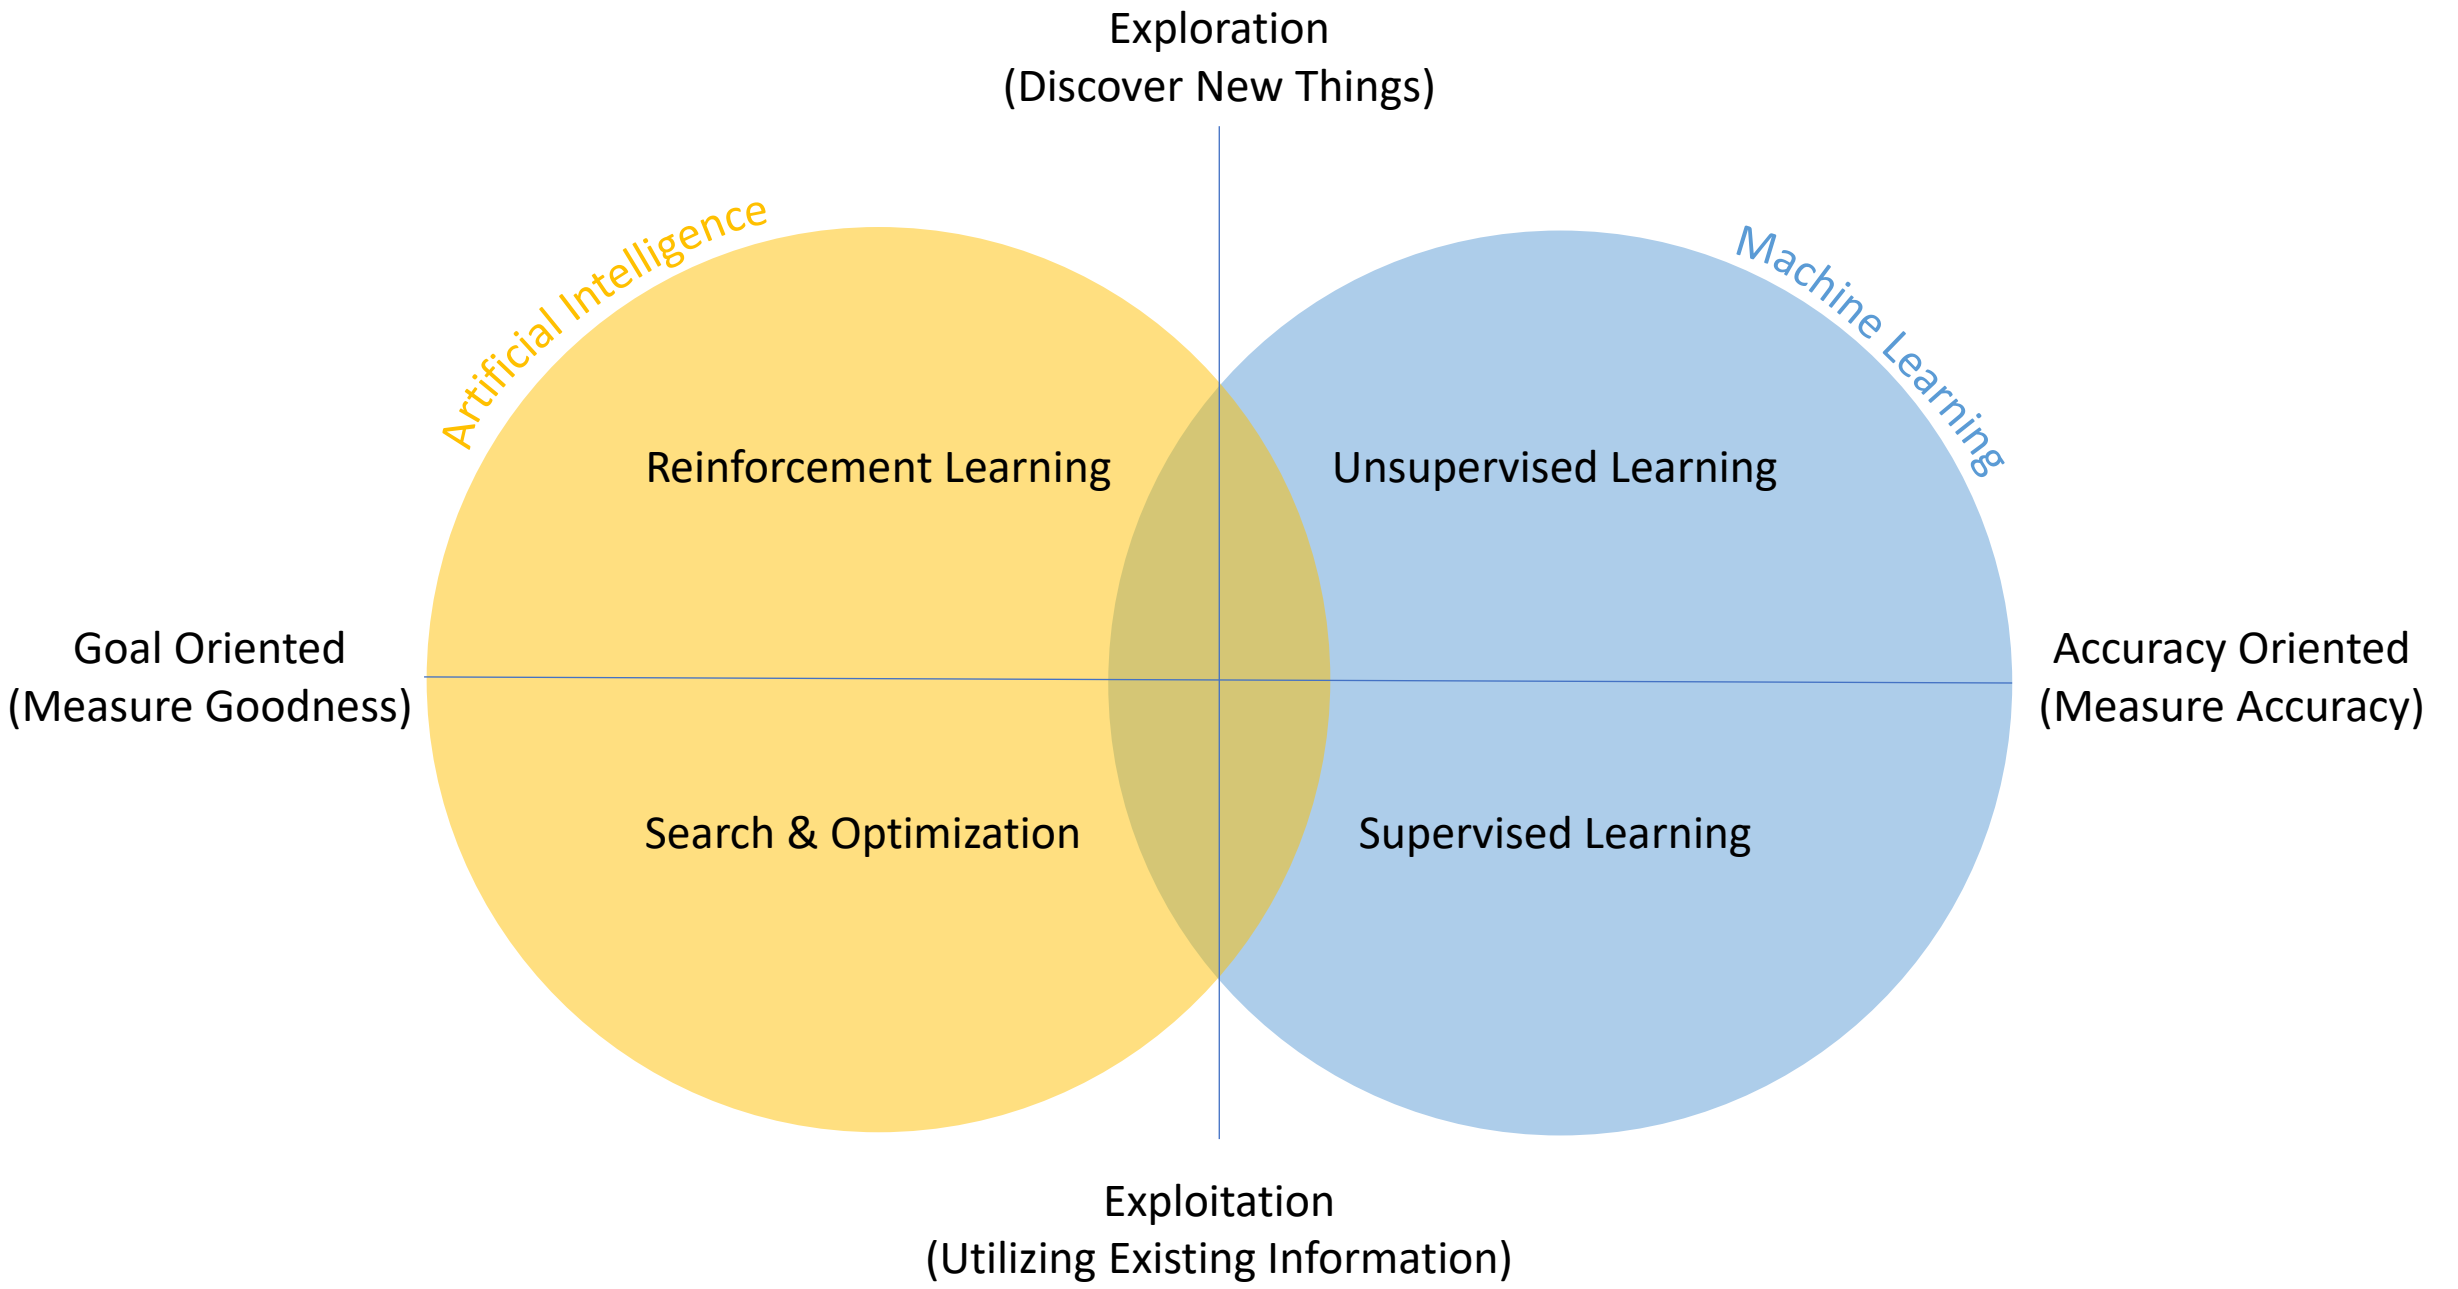 Exploration
(Discover New Things)
Artificial Intelligence
Machine Learning
Reinforcement Learning
Unsupervised Learning
Goal Oriented
(Measure Goodness)
Accuracy Oriented
(Measure Accuracy)
Search & Optimization
Supervised Learning
Exploitation
(Utilizing Existing Information)